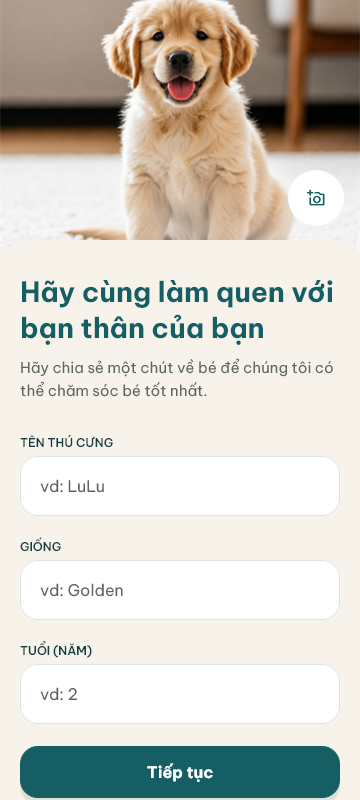 Hãy cùng làm quen với
bạn thân của bạn
Hãy chia sẻ một chút về bé để chúng tôi có
thể chăm sóc bé tốt nhất.
TÊN THÚ CƯNG
vd: LuLu
GIỐNG
vd: Golden
TUỔI (NĂM)
vd: 2
Tiếp tục